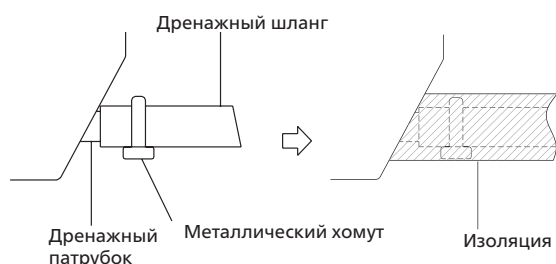 Дренажный шланг
Дренажный
патрубок
Металлический хомут
Изоляция